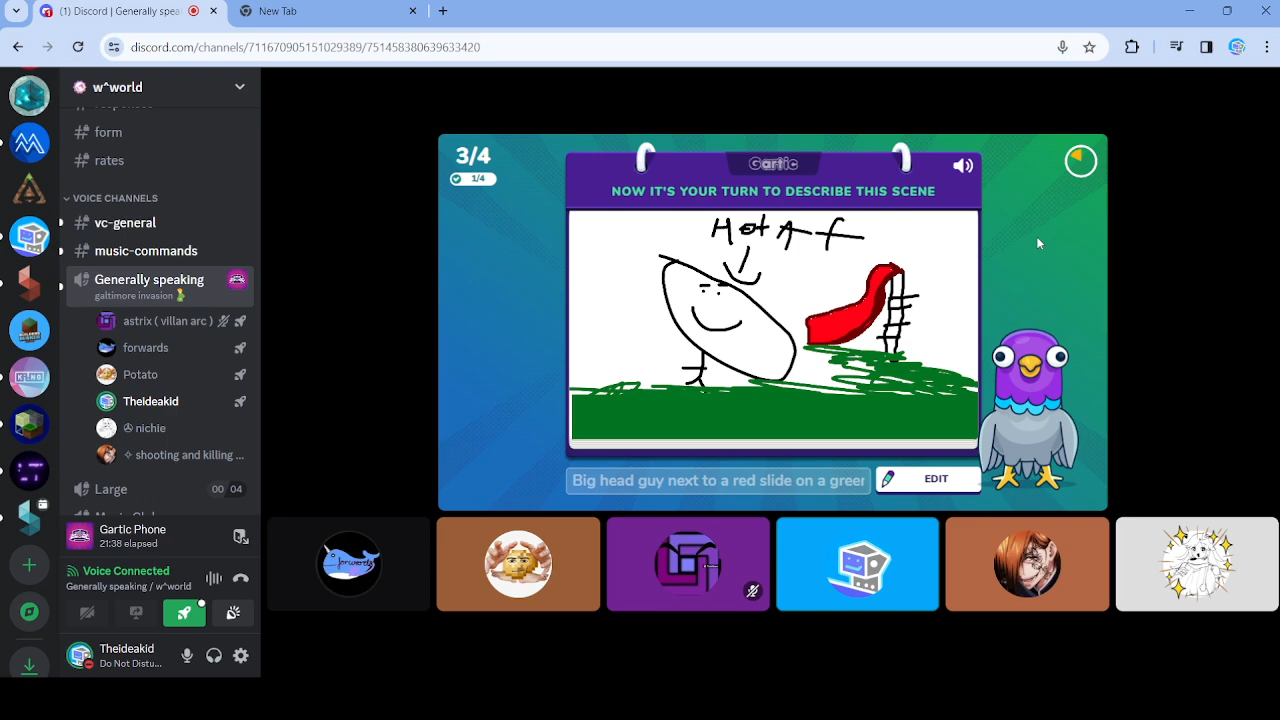 (1) Discord | Generally spea
New Tab
discord.com/channels/711670905151029389/751458380639633420
w^world
form
rates
VOICE CHANNELS
vc-general
music-commands
Generally speaking
galtimore invasion
astrix ( villan arc )
forwards
Potato
TheIdeakid
nichie
✧ shooting and killing ...
Large
00 04
Gartic Phone
21:38 elapsed
Voice Connected
Generally speaking / w^world
TheIdeakid
Do Not Distu...
3/4
1/4
Gartic
NOW IT'S YOUR TURN TO DESCRIBE THIS SCENE
Hot Af
Big head guy next to a red slide on a green
EDIT
forwards